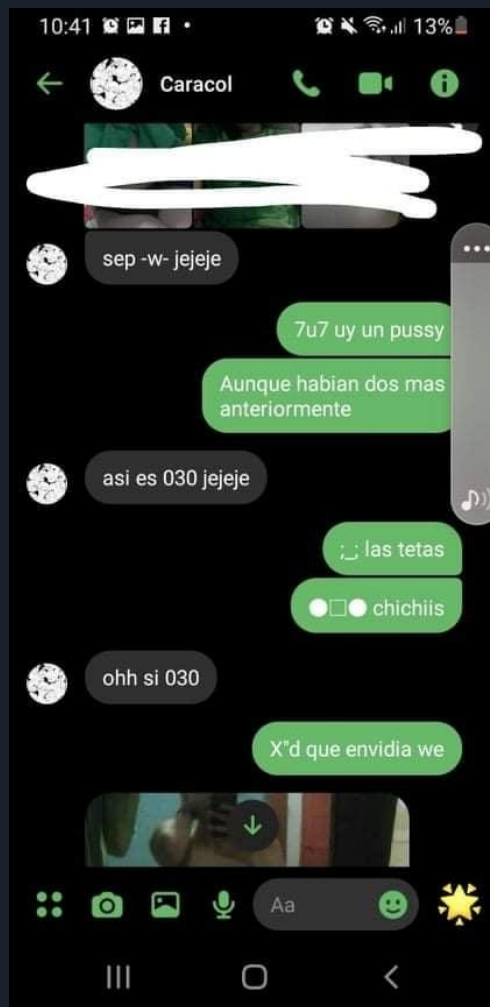 10:41
13%
Caracol
sep -w- jejeje
7u7 uy un pussy
Aunque habian dos mas
anteriormente
asi es 030 jejeje
;_; las tetas
●□● chichiis
ohh si 030
X"d que envidia we
Aa